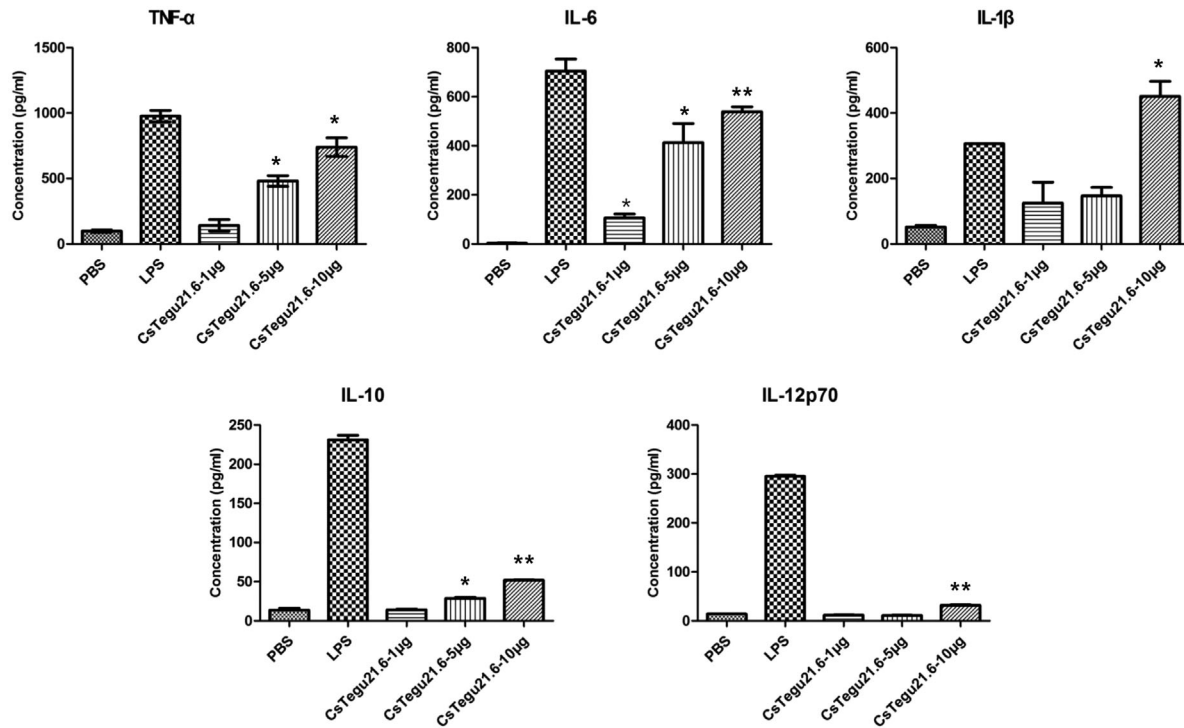 TNF-α
Concentration (pg/ml)
1500
1000
500
0
*
*
PBS
LPS
CsTegu21.6-1µg
CsTegu21.6-5µg
CsTegu21.6-10µg
IL-6
Concentration (pg/ml)
800
600
400
200
0
*
*
**
PBS
LPS
CsTegu21.6-1µg
CsTegu21.6-5µg
CsTegu21.6-10µg
IL-1β
Concentration (pg/ml)
600
400
200
0
*
PBS
LPS
CsTegu21.6-1µg
CsTegu21.6-5µg
CsTegu21.6-10µg
IL-10
Concentration (pg/ml)
250
200
150
100
50
0
*
**
PBS
LPS
CsTegu21.6-1µg
CsTegu21.6-5µg
CsTegu21.6-10µg
IL-12p70
Concentration (pg/ml)
400
300
200
100
0
**
PBS
LPS
CsTegu21.6-1µg
CsTegu21.6-5µg
CsTegu21.6-10µg